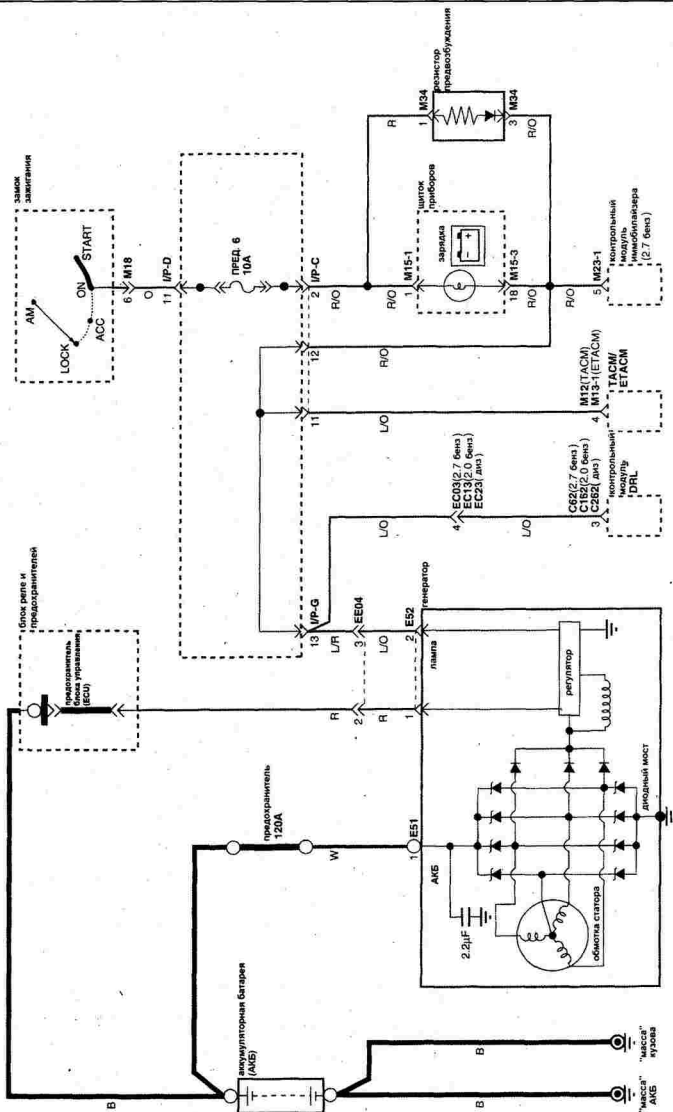 замок
зажигания
AM
LOCK
ACC
ON
START
6
M18
O
11
I/P-D
ПРЕД. 6
10A
I/P-C
2
R/O
12
11
R/O
L/O
резистор
предвозбуждения
R
1
M34
M34
3
R/O
щиток
приборов
зарядка
R/O
M15-1
1
M15-3
18
R/O
R/O
M23-1
5
контрольный
модуль
иммобилайзера
(2.7 бенз)
M12(TACM)
M13-1(ETACM)
4
TACM/
ETACM
L/O
EC03(2.7 бенз)
EC13(2.0 бенз)
EC23( диз)
4
L/O
C62(2.7 бенз)
C162(2.0 бенз)
C262( диз)
3
контрольный
модуль
DRL
блок реле и
предохранителей
предохранитель
блока управления
(ECU)
I/P-G
13
L/R
EE04
3
L/O
E52
2
R
2
R
1
генератор
лампа
регулятор
диодный мост
обмотка статора
предохранитель
120A
W
E51
1
АКБ
2.2µF
аккумуляторная батарея
(АКБ)
B
B
B
"масса"
кузова
"масса"
АКБ